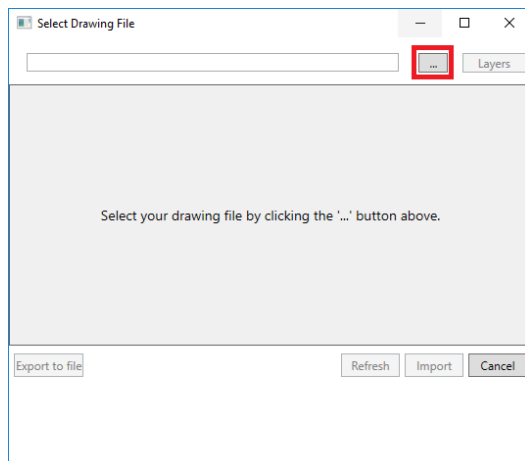 Select Drawing File
... Layers
Select your drawing file by clicking the '...' button above.
Export to file Refresh Import Cancel